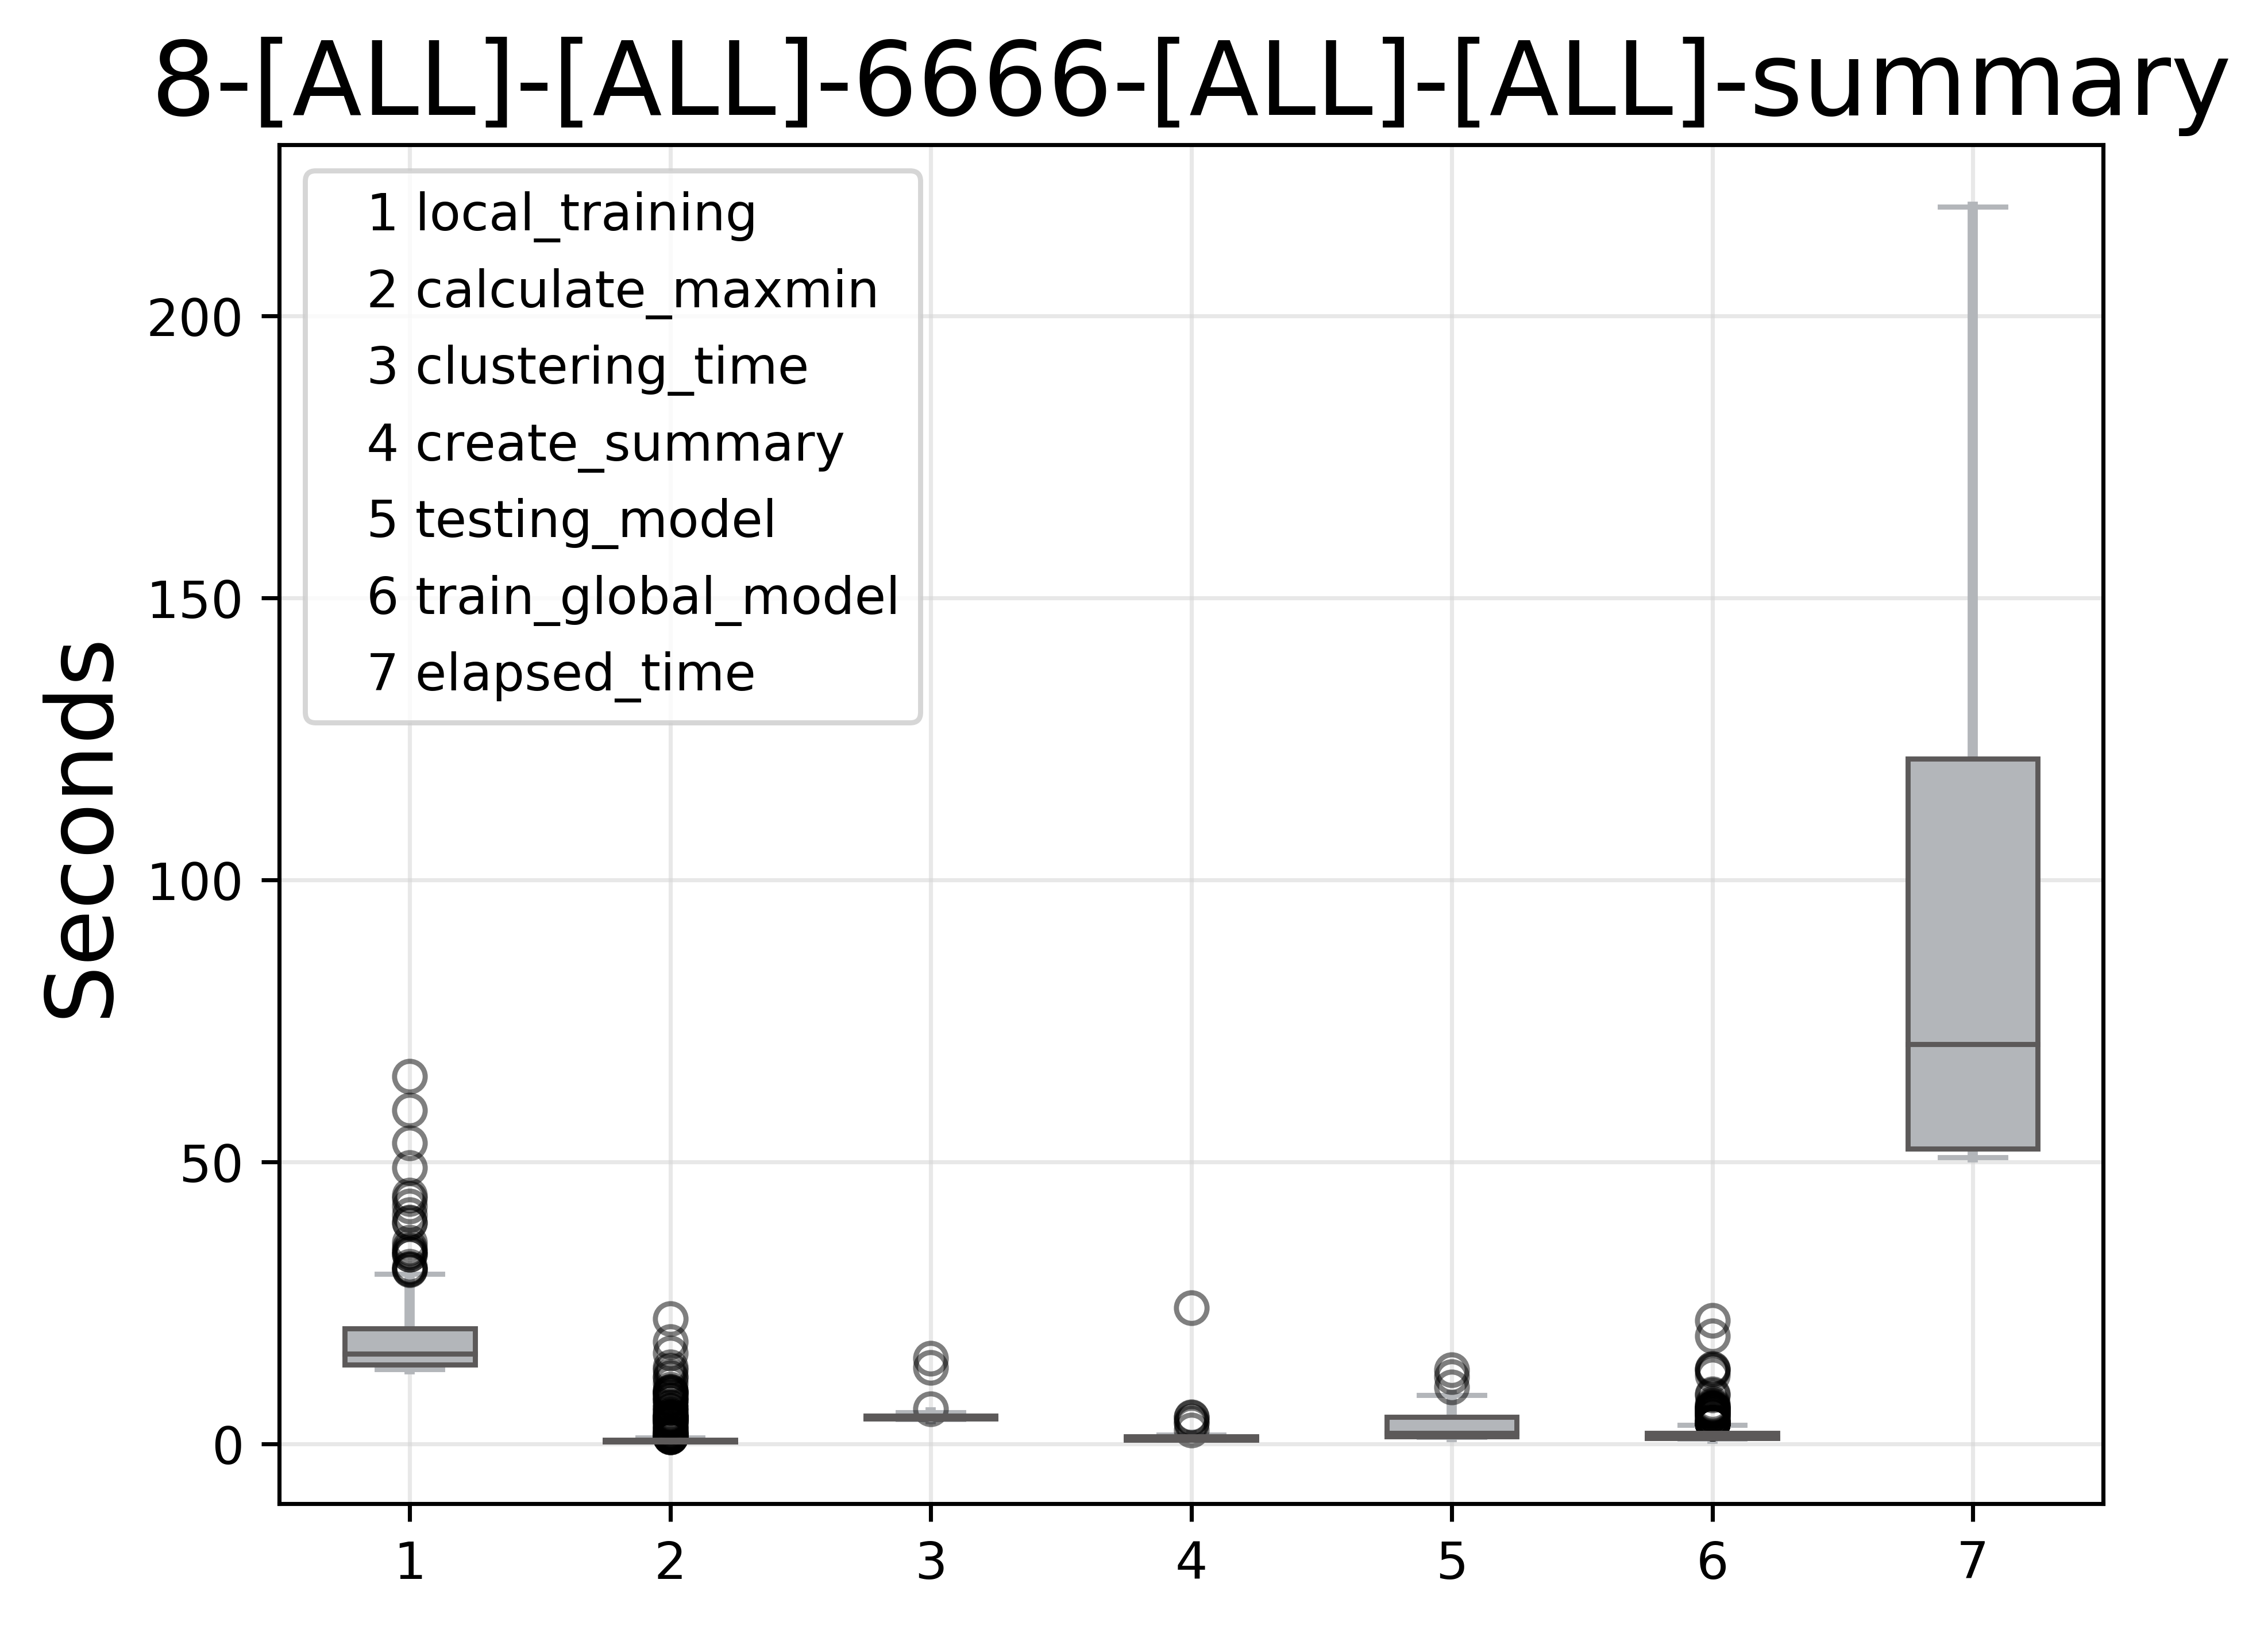 8-[ALL]-[ALL]-6666-[ALL]-[ALL]-summary
1 local_training
2 calculate_maxmin
3 clustering_time
4 create_summary
5 testing_model
6 train_global_model
7 elapsed_time
Seconds
200
150
100
50
0
1 2 3 4 5 6 7